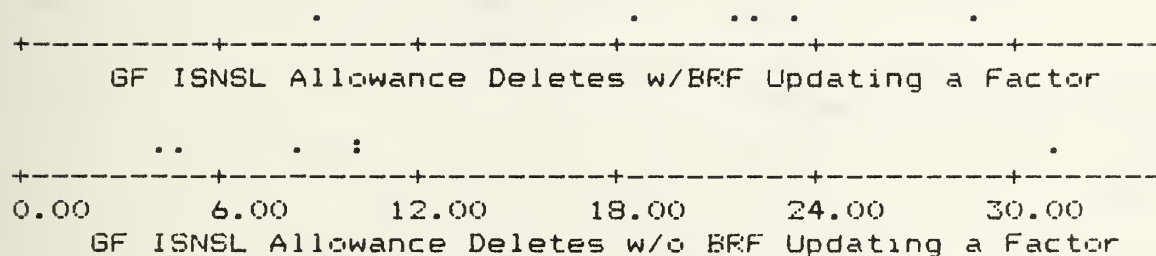 . . .. . .
+---------+---------+---------+---------+---------+-------
GF ISNSL Allowance Deletes w/BRF Updating a Factor
.. . : .
+---------+---------+---------+---------+---------+-------
0.00 6.00 12.00 18.00 24.00 30.00
GF ISNSL Allowance Deletes w/o BRF Updating a Factor